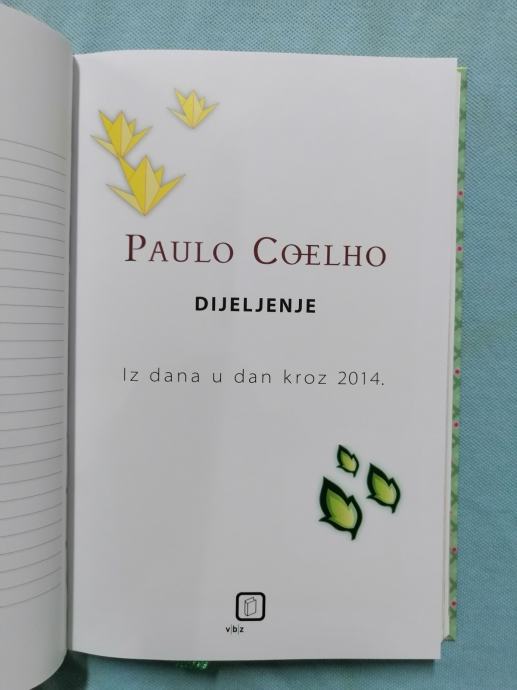 PAULO COELHO
DIJELJENJE
Iz dana u dan kroz 2014.
v|b|z